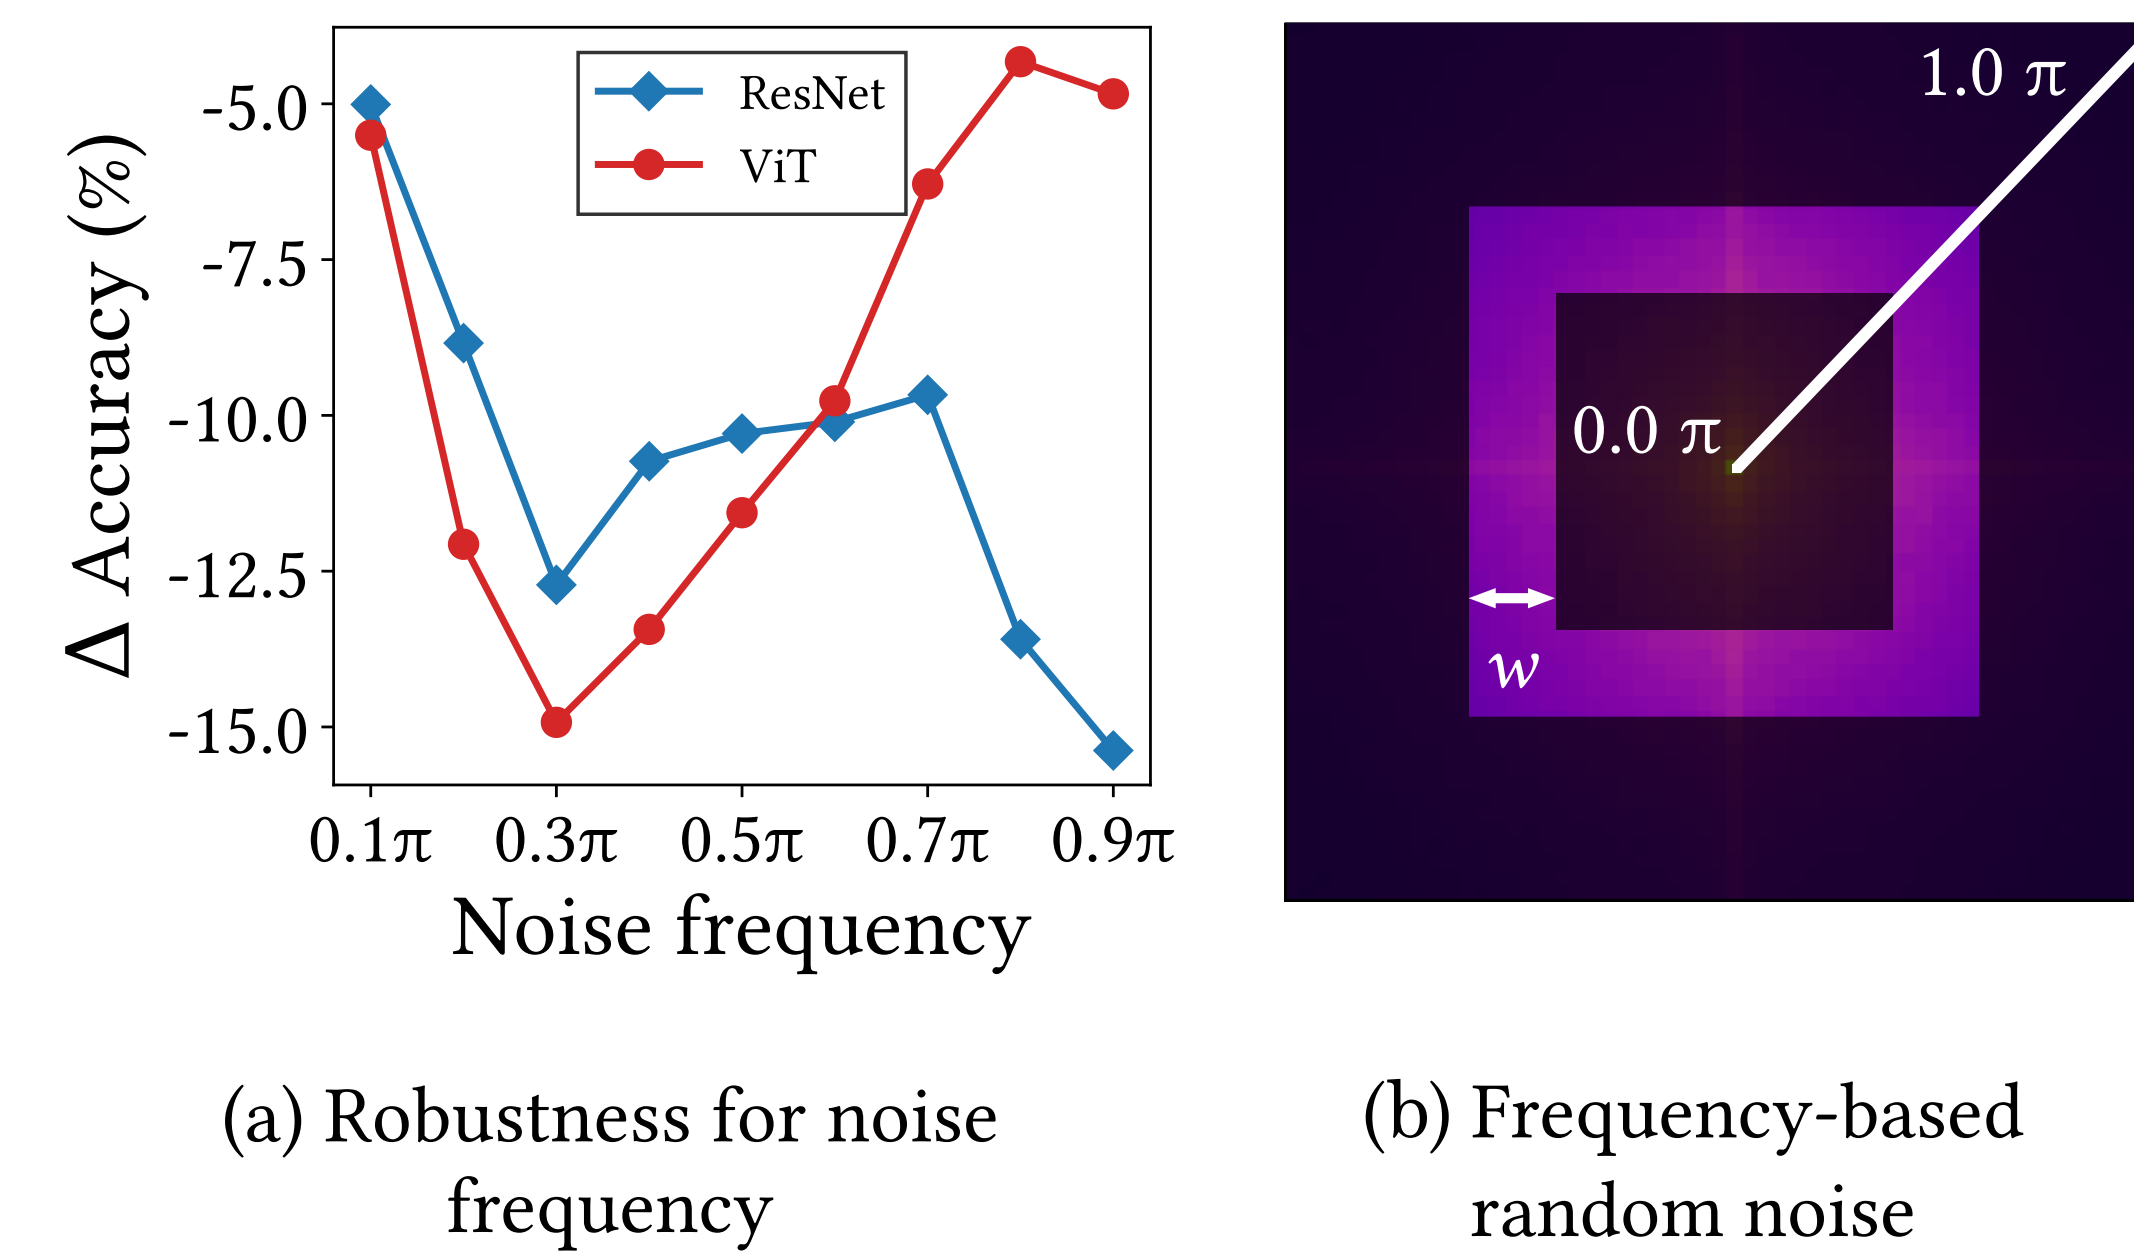 Δ Accuracy (%)
-5.0
-7.5
-10.0
-12.5
-15.0
ResNet
ViT
0.1π 0.3π 0.5π 0.7π 0.9π
Noise frequency
(a) Robustness for noise
frequency
1.0 π
0.0 π
w
(b) Frequency-based
random noise